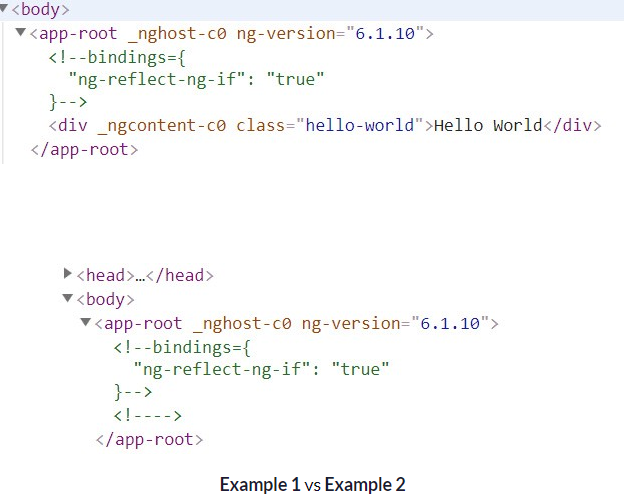 <body>
<app-root _nghost-c0 ng-version="6.1.10">
<!--bindings={
"ng-reflect-ng-if": "true"
}-->
<div _ngcontent-c0 class="hello-world">Hello World</div>
</app-root>
<head>…</head>
<body>
<app-root _nghost-c0 ng-version="6.1.10">
<!--bindings={
"ng-reflect-ng-if": "true"
}-->
<!---->
</app-root>
Example 1 vs Example 2